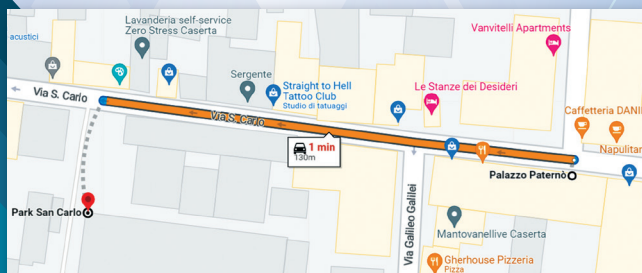 acustici
Lavanderia self-service
Zero Stress Caserta
Vanvitelli Apartments
Sergente
Straight to Hell
Tattoo Club
Studio di tatuaggi
Le Stanze dei Desideri
Via S. Carlo
Via S. Carlo
Caffetteria DANI
1 min
130m
Napulitan
Palazzo Paternò
Park San Carlo
Via Galileo Galilei
Mantovanellive Caserta
Gherhouse Pizzeria
Pizza